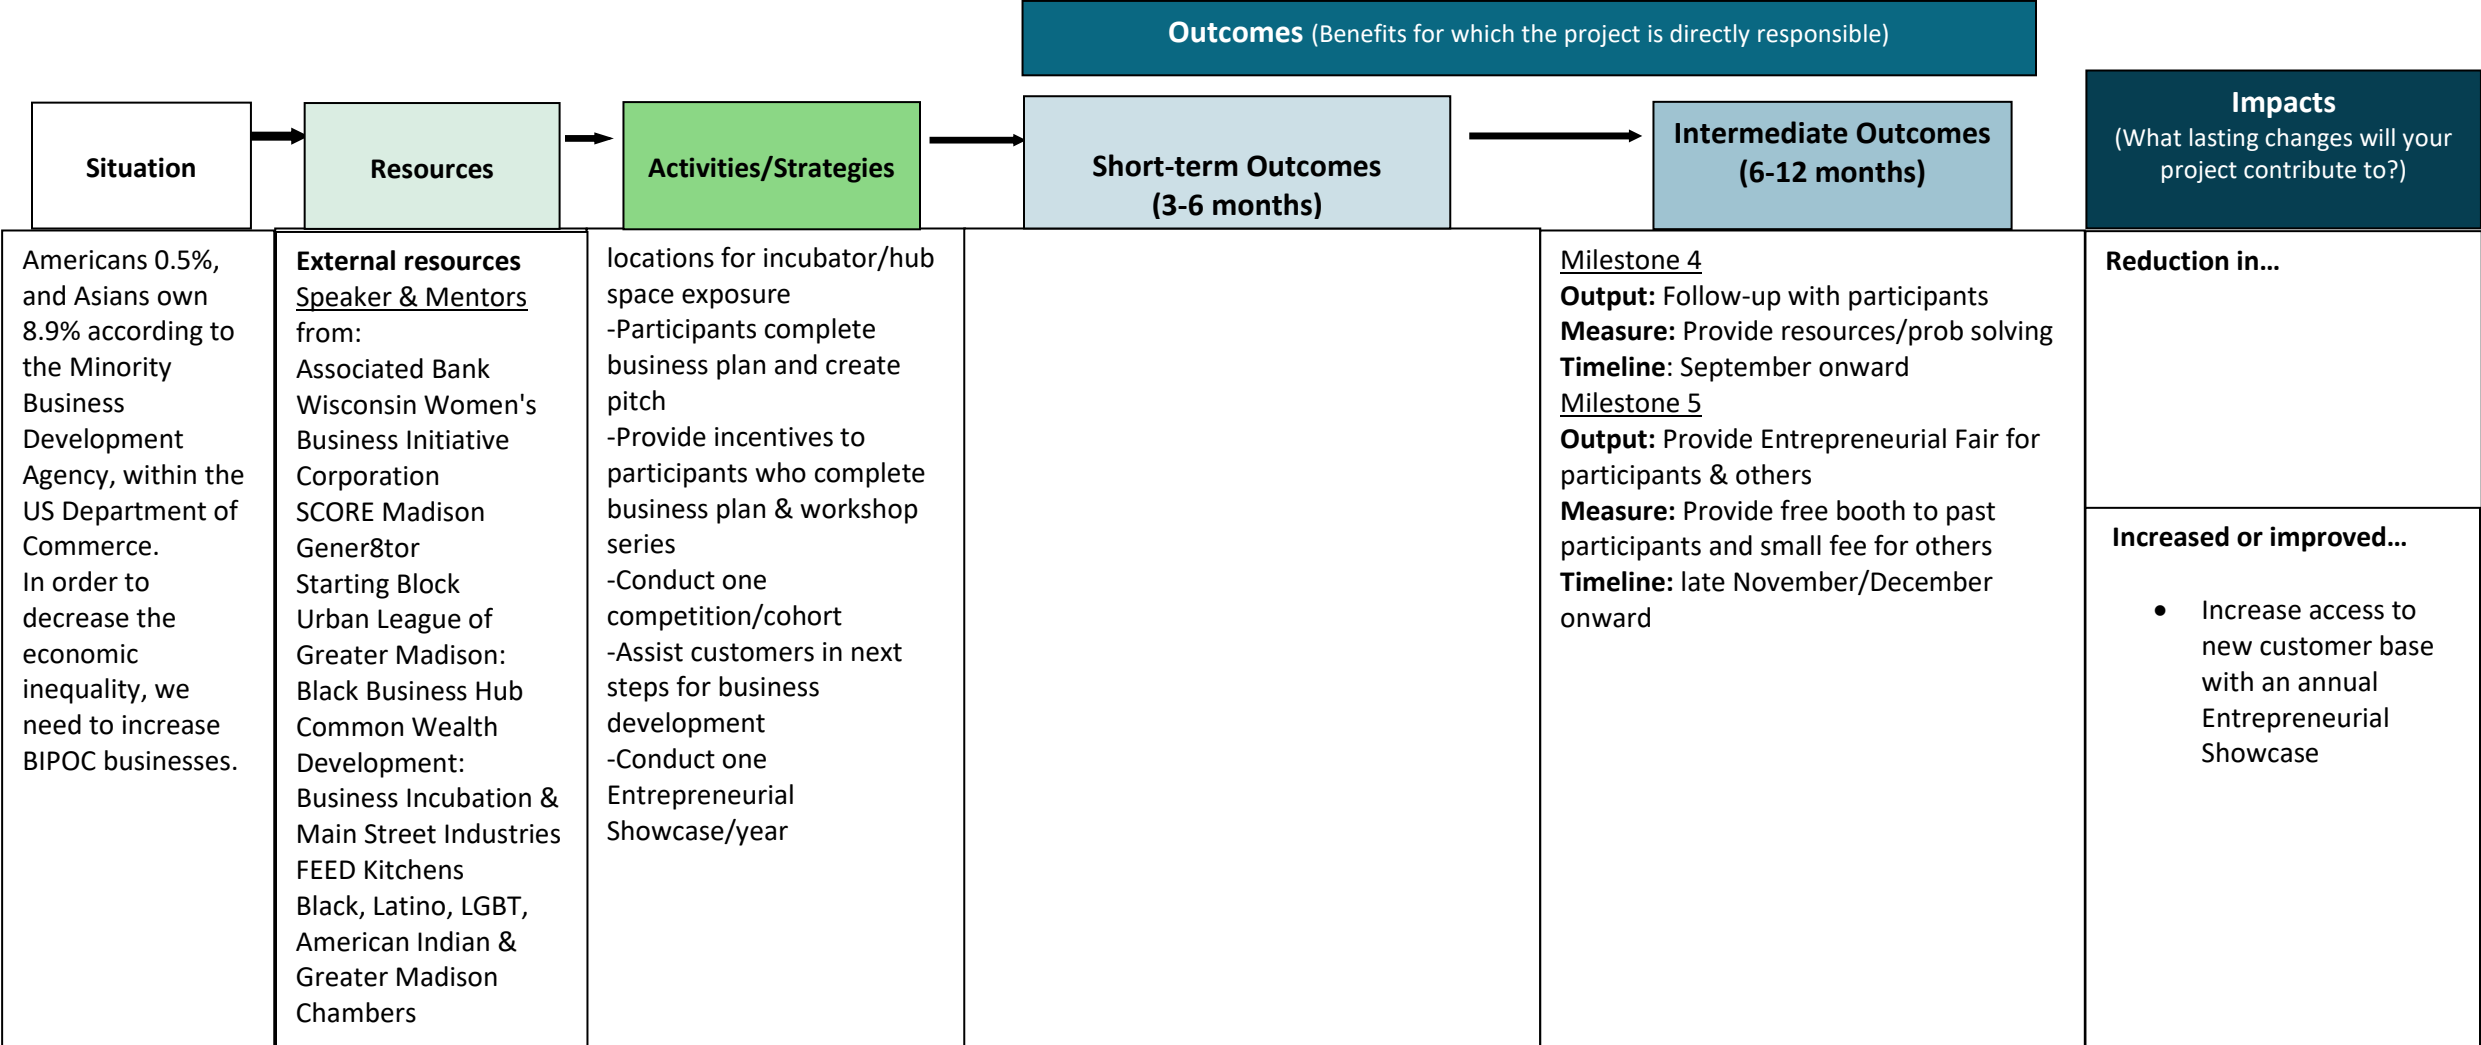 Outcomes (Benefits for which the project is directly responsible)
Situation
Resources
Activities/Strategies
Short-term Outcomes
(3-6 months)
Intermediate Outcomes
(6-12 months)
Impacts
(What lasting changes will your
project contribute to?)
Americans 0.5%,
and Asians own
8.9% according to
the Minority
Business
Development
Agency, within the
US Department of
Commerce.
In order to
decrease the
economic
inequality, we
need to increase
BIPOC businesses.
External resources
Speaker & Mentors
from:
Associated Bank
Wisconsin Women's
Business Initiative
Corporation
SCORE Madison
Gener8tor
Starting Block
Urban League of
Greater Madison:
Black Business Hub
Common Wealth
Development:
Business Incubation &
Main Street Industries
FEED Kitchens
Black, Latino, LGBT,
American Indian &
Greater Madison
Chambers
locations for incubator/hub
space exposure
-Participants complete
business plan and create
pitch
-Provide incentives to
participants who complete
business plan & workshop
series
-Conduct one
competition/cohort
-Assist customers in next
steps for business
development
-Conduct one
Entrepreneurial
Showcase/year
Milestone 4
Output: Follow-up with participants
Measure: Provide resources/prob solving
Timeline: September onward
Milestone 5
Output: Provide Entrepreneurial Fair for
participants & others
Measure: Provide free booth to past
participants and small fee for others
Timeline: late November/December
onward
Reduction in…
Increased or improved…
• Increase access to
new customer base
with an annual
Entrepreneurial
Showcase